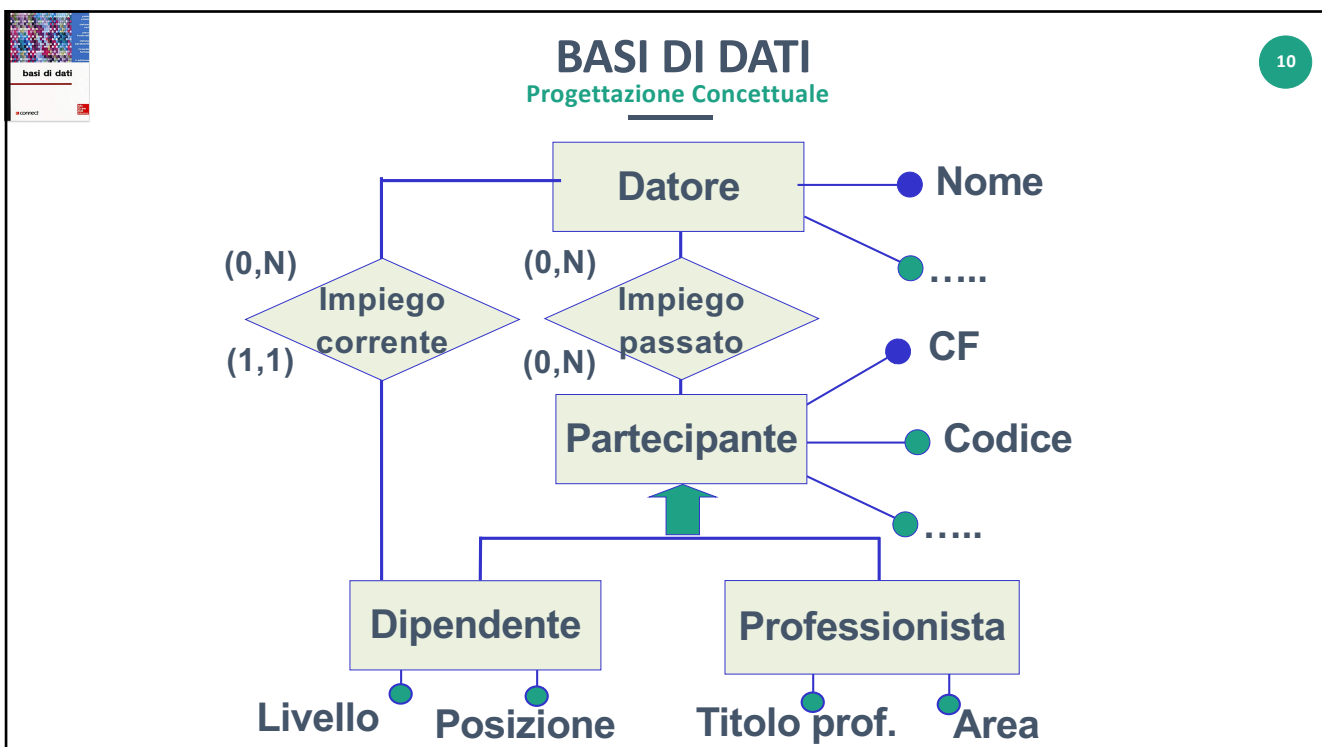 basi di dati
connect
BASI DI DATI
Progettazione Concettuale
10
Datore
Nome
…..
(0,N)
Impiego
corrente
(1,1)
(0,N)
Impiego
passato
(0,N)
CF
Partecipante
Codice
…..
Dipendente
Professionista
Livello
Posizione
Titolo prof.
Area